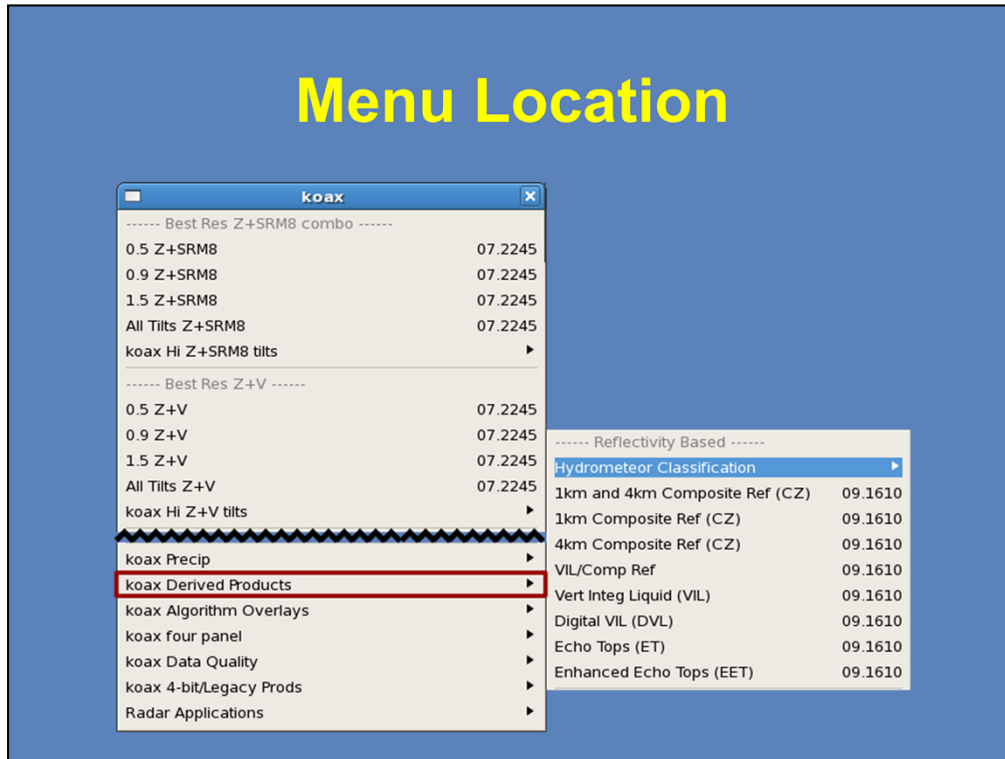 Menu Location
koax
------ Best Res Z+SRM8 combo ------
0.5 Z+SRM8 07.2245
0.9 Z+SRM8 07.2245
1.5 Z+SRM8 07.2245
All Tilts Z+SRM8 07.2245
koax Hi Z+SRM8 tilts
------ Best Res Z+V ------
0.5 Z+V 07.2245
0.9 Z+V 07.2245
1.5 Z+V 07.2245
All Tilts Z+V 07.2245
koax Hi Z+V tilts
koax Precip
koax Derived Products
koax Algorithm Overlays
koax four panel
koax Data Quality
koax 4-bit/Legacy Prods
Radar Applications
------ Reflectivity Based ------
Hydrometeor Classification
1km and 4km Composite Ref (CZ) 09.1610
1km Composite Ref (CZ) 09.1610
4km Composite Ref (CZ) 09.1610
VIL/Comp Ref 09.1610
Vert Integ Liquid (VIL) 09.1610
Digital VIL (DVL) 09.1610
Echo Tops (ET) 09.1610
Enhanced Echo Tops (EET) 09.1610